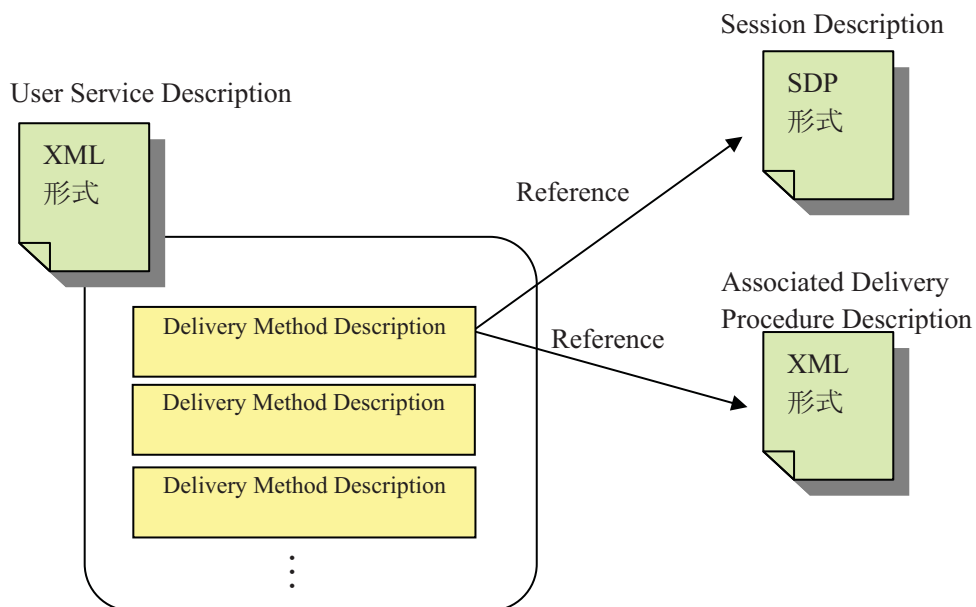 Session Description
SDP
形式
User Service Description
XML
形式
Reference
Associated Delivery
Procedure Description
Delivery Method Description
Reference
XML
形式
Delivery Method Description
Delivery Method Description
⋮